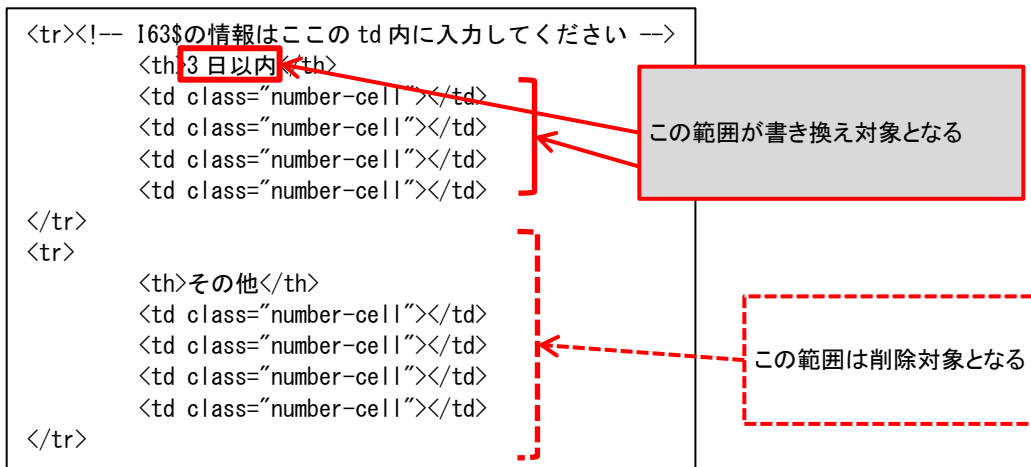 <tr><!-- I63$の情報はここの td 内に入力してください -->
<th>3 日以内</th>
<td class="number-cell"></td>
<td class="number-cell"></td>
<td class="number-cell"></td>
<td class="number-cell"></td>
</tr>
<tr>
<th>その他</th>
<td class="number-cell"></td>
<td class="number-cell"></td>
<td class="number-cell"></td>
<td class="number-cell"></td>
</tr>
この範囲が書き換え対象となる
この範囲は削除対象となる